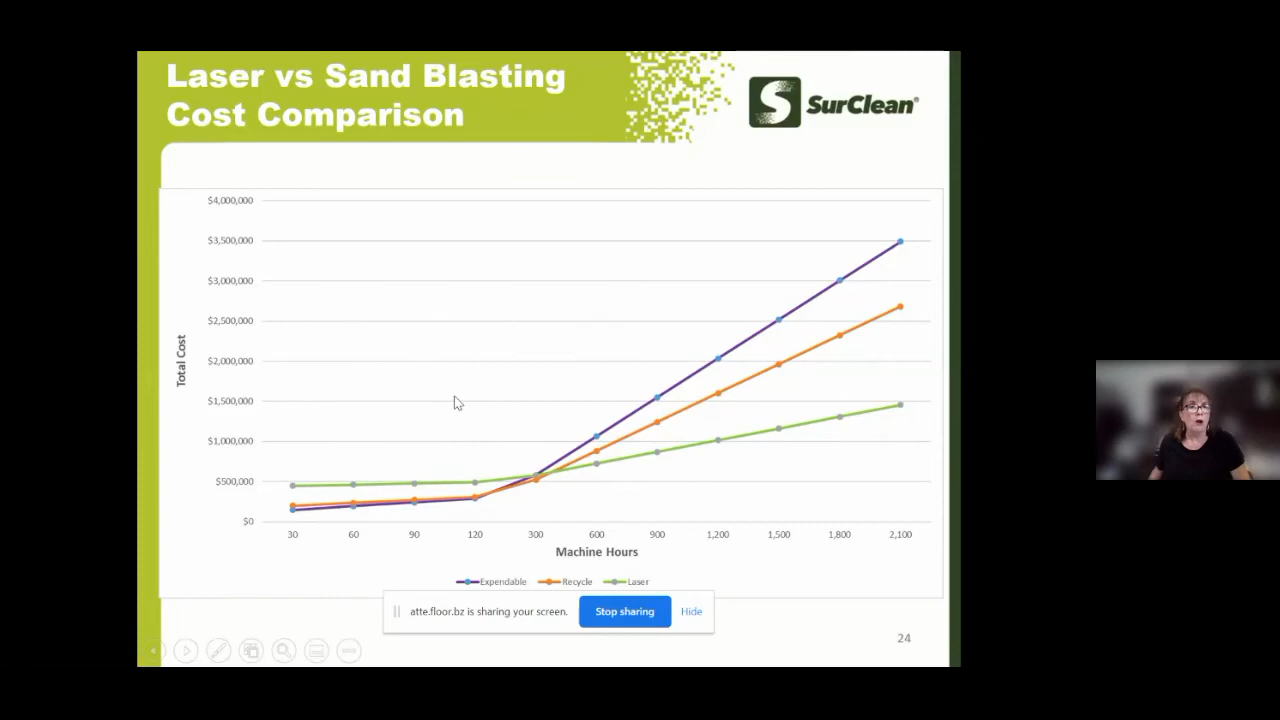 Laser vs Sand Blasting
Cost Comparison
S SurClean®
$4,000,000
$3,500,000
$3,000,000
$2,500,000
$2,000,000
$1,500,000
$1,000,000
$500,000
$0
Total Cost
30 60 90 120 300 600 900 1,200 1,500 1,800 2,100
Machine Hours
Expendable Recycle Laser
atte.floor.bz is sharing your screen. Stop sharing Hide
24